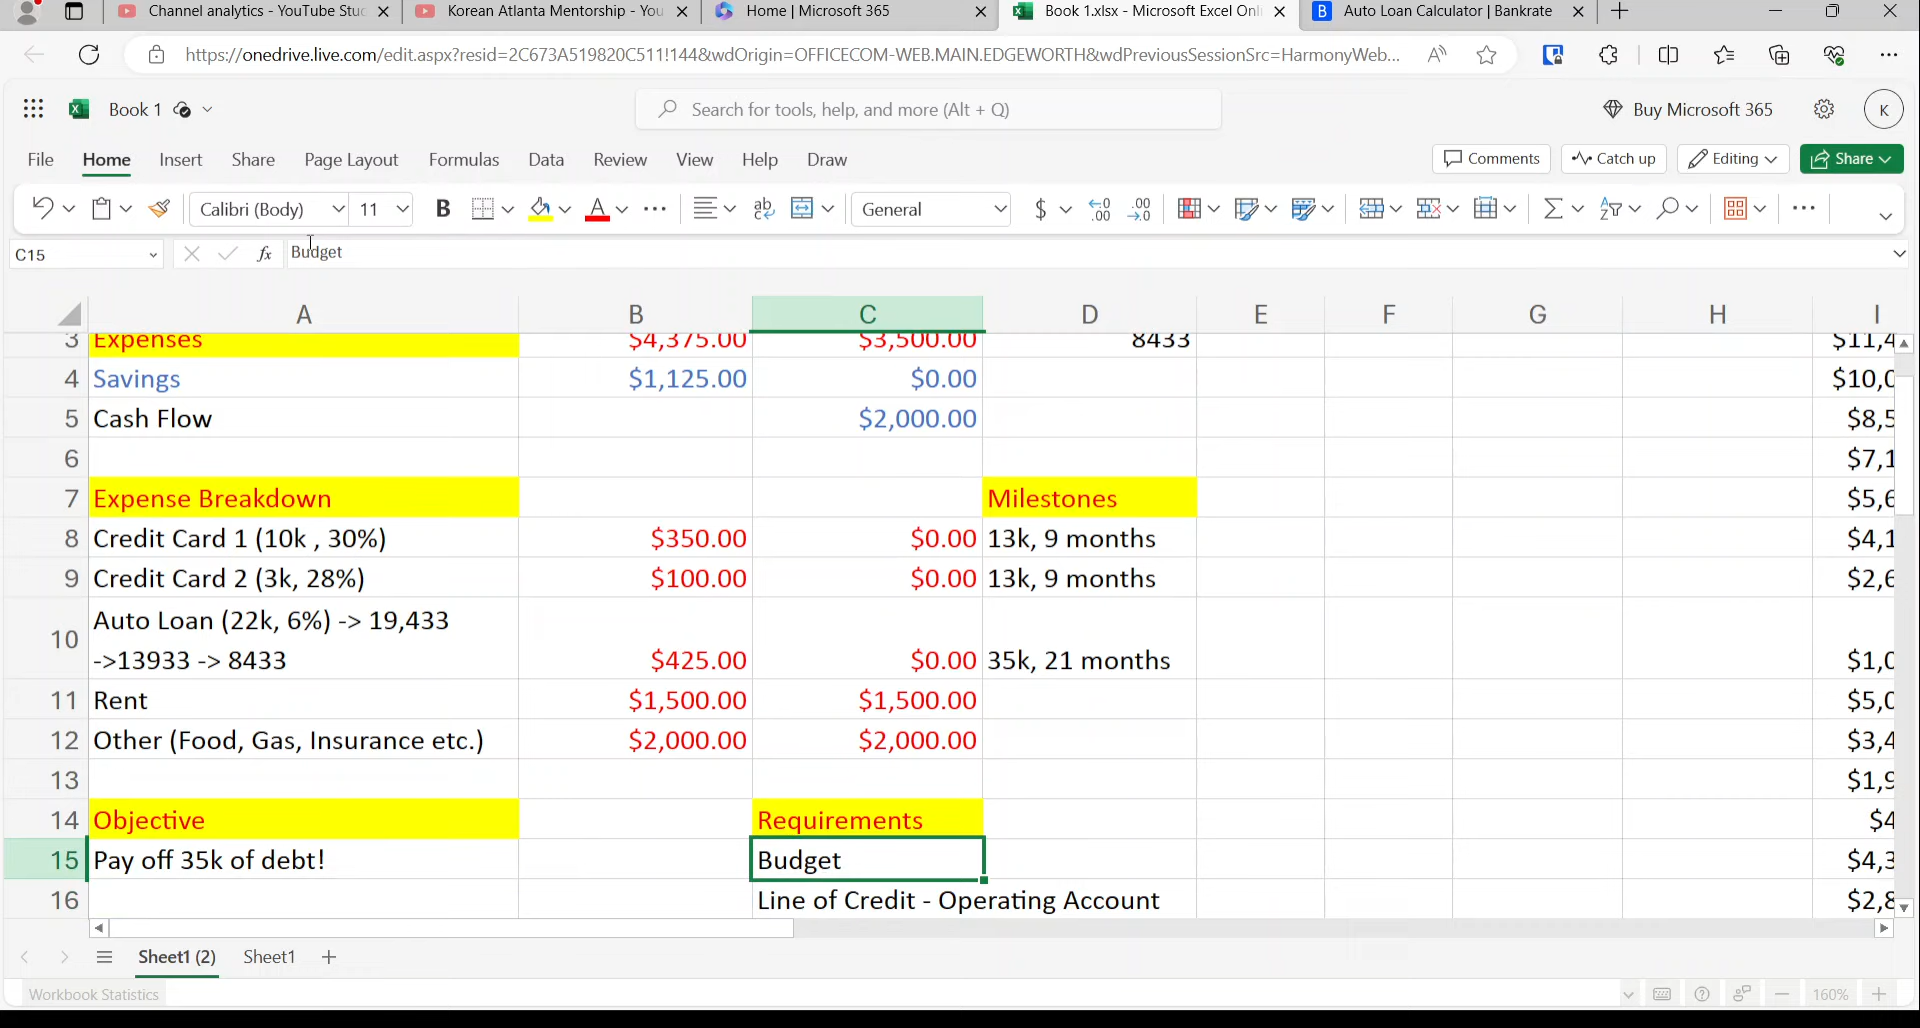 Channel analytics - YouTube Stu
Korean Atlanta Mentorship - You
Home | Microsoft 365
Book 1.xlsx - Microsoft Excel Onl
Auto Loan Calculator | Bankrate
https://onedrive.live.com/edit.aspx?resid=2C673A519820C511!144&wdOrigin=OFFICECOM-WEB.MAIN.EDGEWORTH&wdPreviousSessionSrc=HarmonyWeb...
Book 1
Search for tools, help, and more (Alt + Q)
Buy Microsoft 365
K
File Home Insert Share Page Layout Formulas Data Review View Help Draw
Comments Catch up Editing Share
Calibri (Body) 11 B A ab c General $ .00 .00
C15 fx Budget
A B C D E F G H I
3 Expenses $4,375.00 $3,500.00 8433 $11,4
4 Savings $1,125.00 $0.00 $10,0
5 Cash Flow $2,000.00 $8,5
6 $7,1
7 Expense Breakdown Milestones $5,6
8 Credit Card 1 (10k , 30%) $350.00 $0.00 13k, 9 months $4,1
9 Credit Card 2 (3k, 28%) $100.00 $0.00 13k, 9 months $2,6
Auto Loan (22k, 6%) -> 19,433
10 ->13933 -> 8433 $425.00 $0.00 35k, 21 months $1,0
11 Rent $1,500.00 $1,500.00 $5,0
12 Other (Food, Gas, Insurance etc.) $2,000.00 $2,000.00 $3,4
13 $1,9
14 Objective Requirements $4
15 Pay off 35k of debt! Budget $4,3
16 Line of Credit - Operating Account $2,8
Sheet1 (2) Sheet1
Workbook Statistics
160%